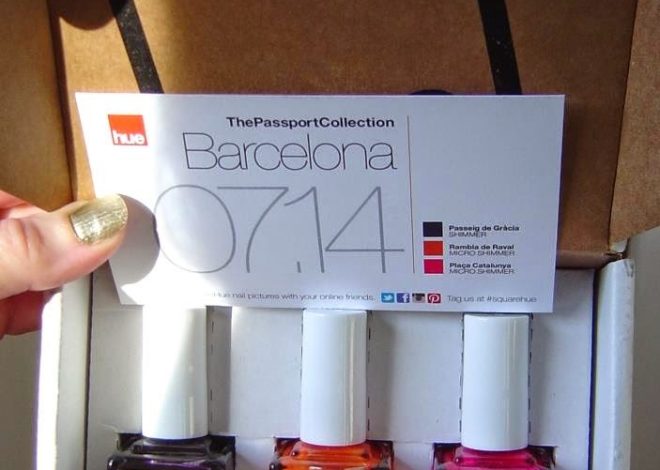 hue
ThePassportCollection
Barcelona
07.14
Passeig de Gràcia
SHIMMER
Rambla de Raval
MICRO SHIMMER
Plaça Catalunya
MICRO SHIMMER
Hue nail pictures with your online friends. Tag us at #squarehue